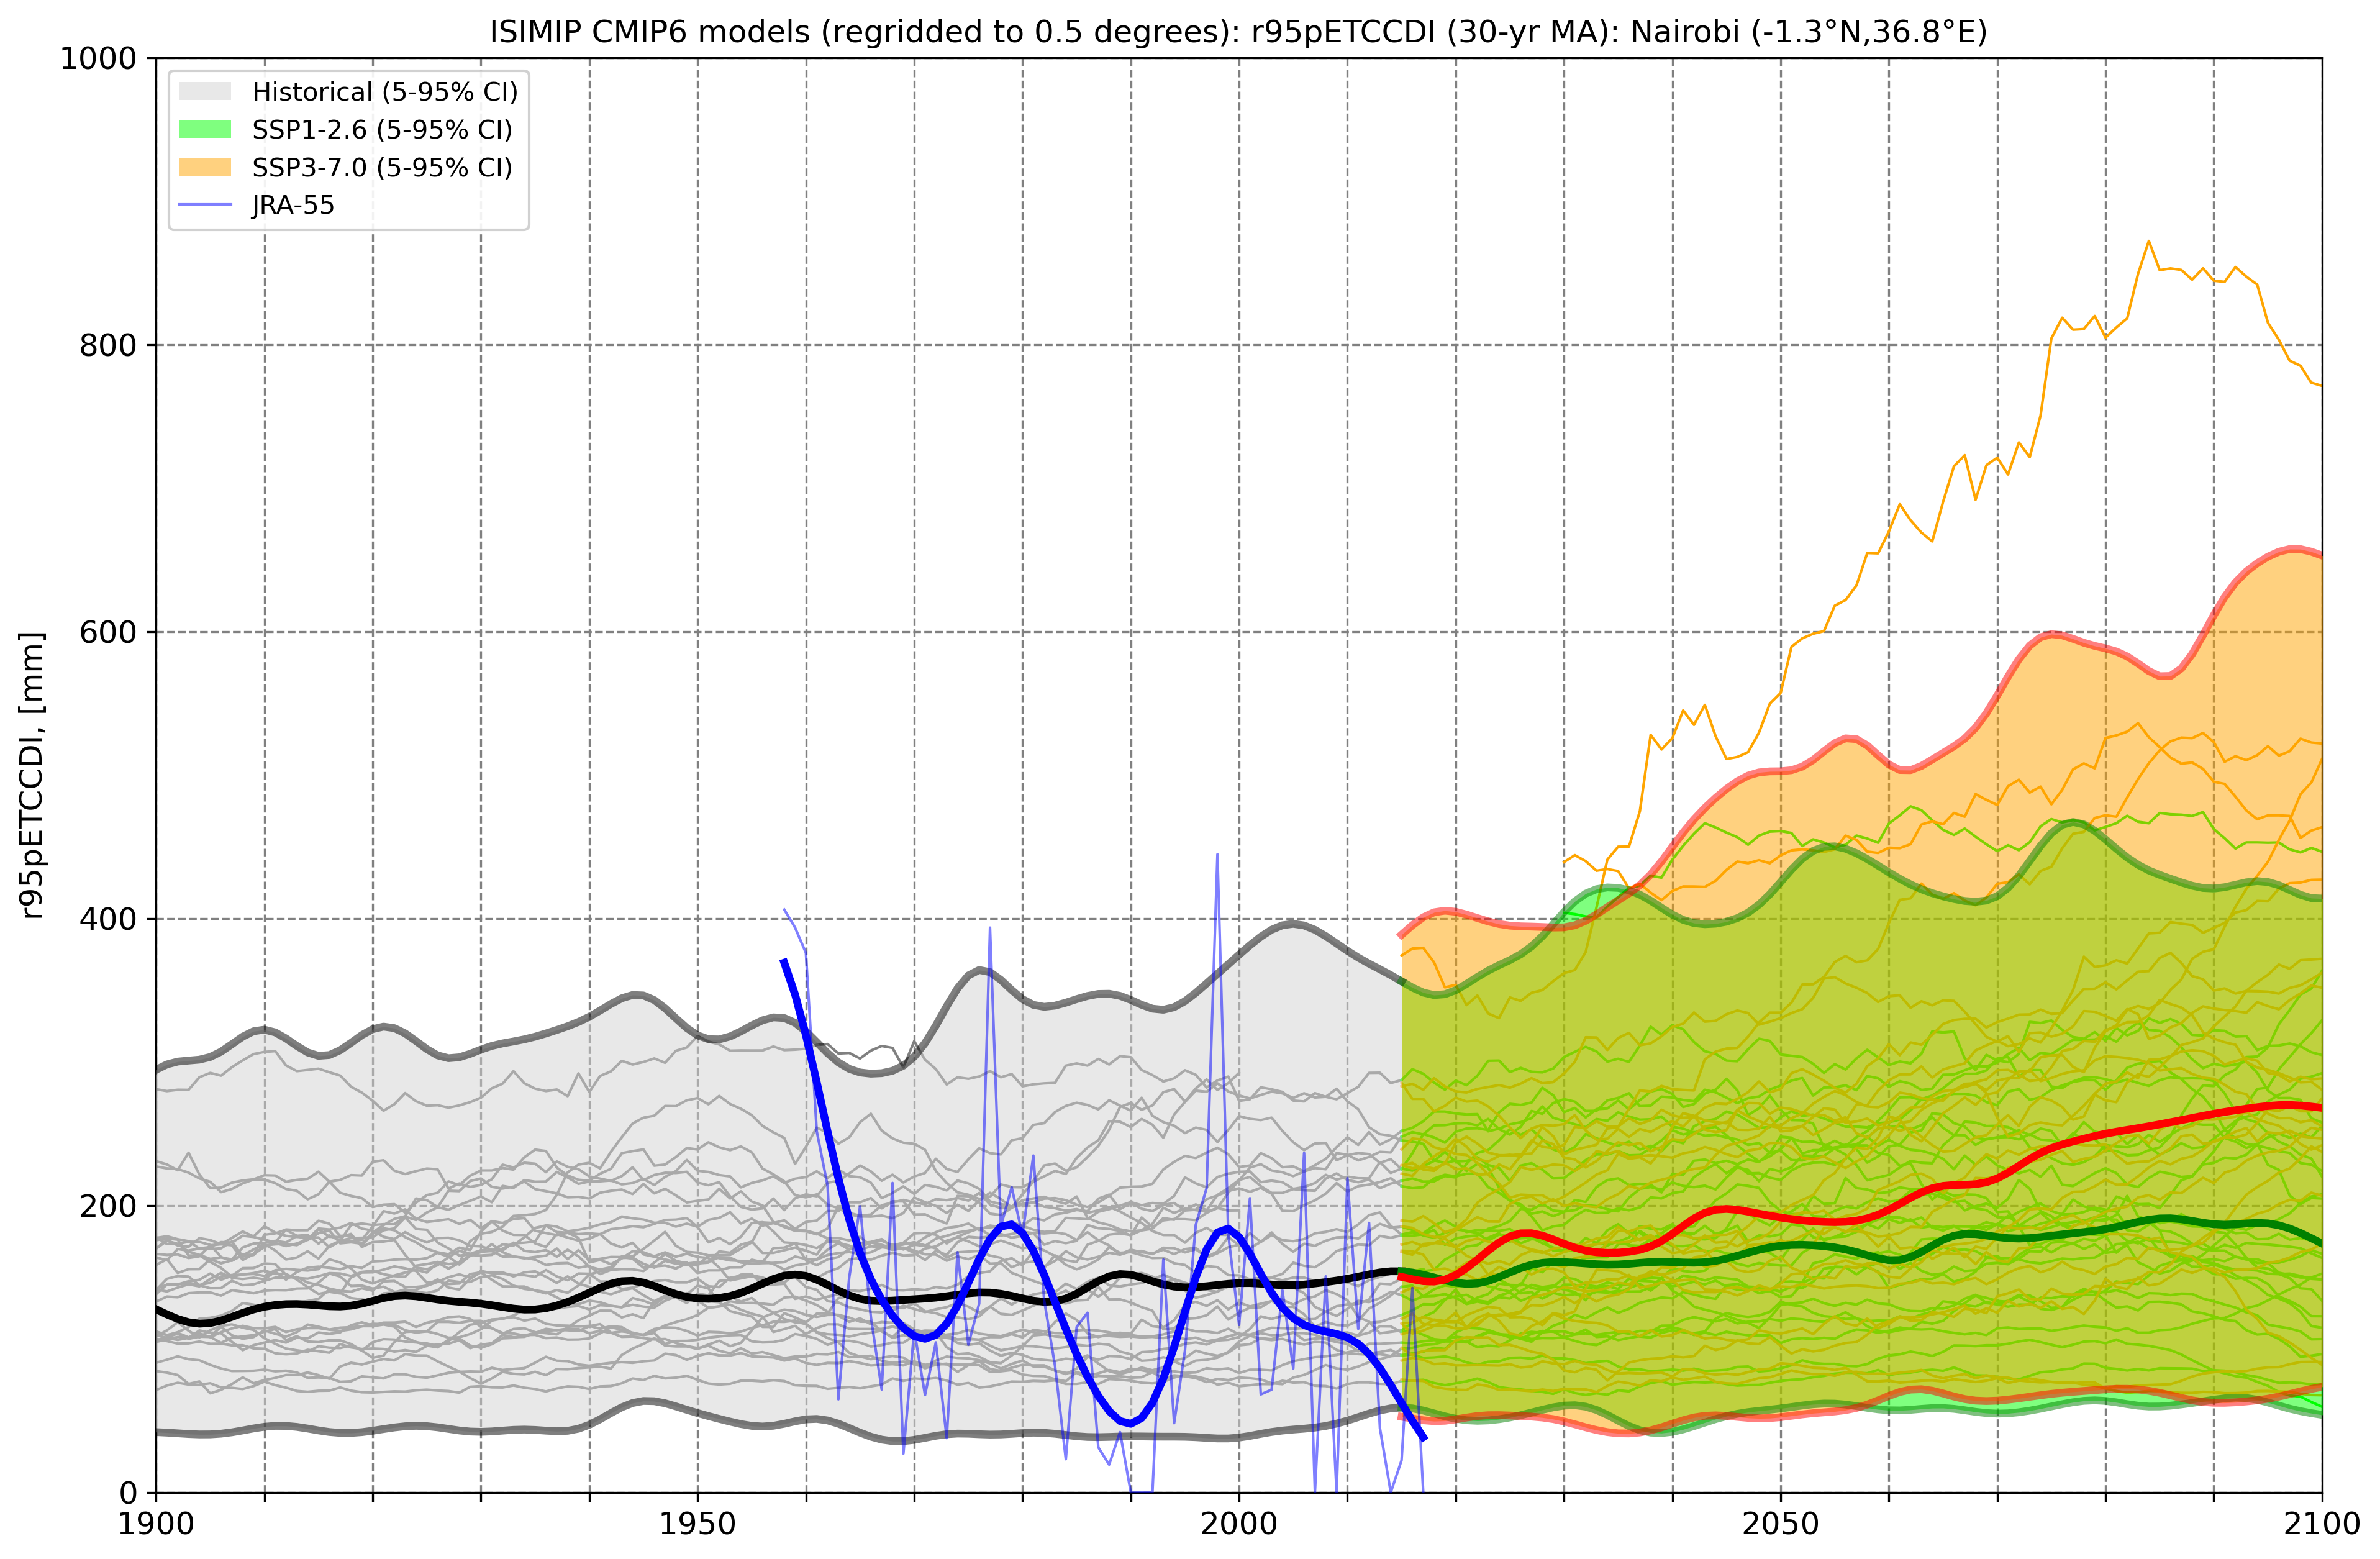 ISIMIP CMIP6 models (regridded to 0.5 degrees): r95pETCCDI (30-yr MA): Nairobi (-1.3°N,36.8°E)
r95pETCCDI, [mm]
1000
800
600
400
200
0
Historical (5-95% CI)
SSP1-2.6 (5-95% CI)
SSP3-7.0 (5-95% CI)
JRA-55
1900
1950
2000
2050
2100